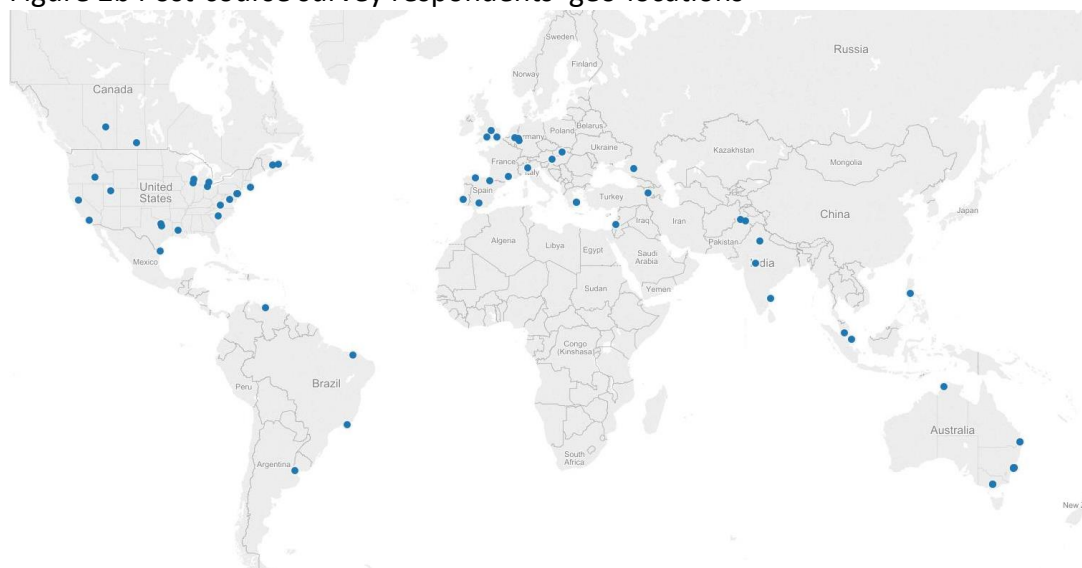 Figure 2b Post-course survey respondents' geo-locations
Sweden
Russia
Finland
Norway
Canada
Belarus
Poland
Germany
Ukraine
Kazakhstan
France
Mongolia
Italy
United
States
Spain
Turkey
China
Japan
Iraq
Iran
Algeria
Libya
Egypt
Pakistan
Mexico
Saudi
Arabia
India
Sudan
Yemen
Congo
(Kinshasa)
Peru
Brazil
Australia
South
Africa
Argentina
New